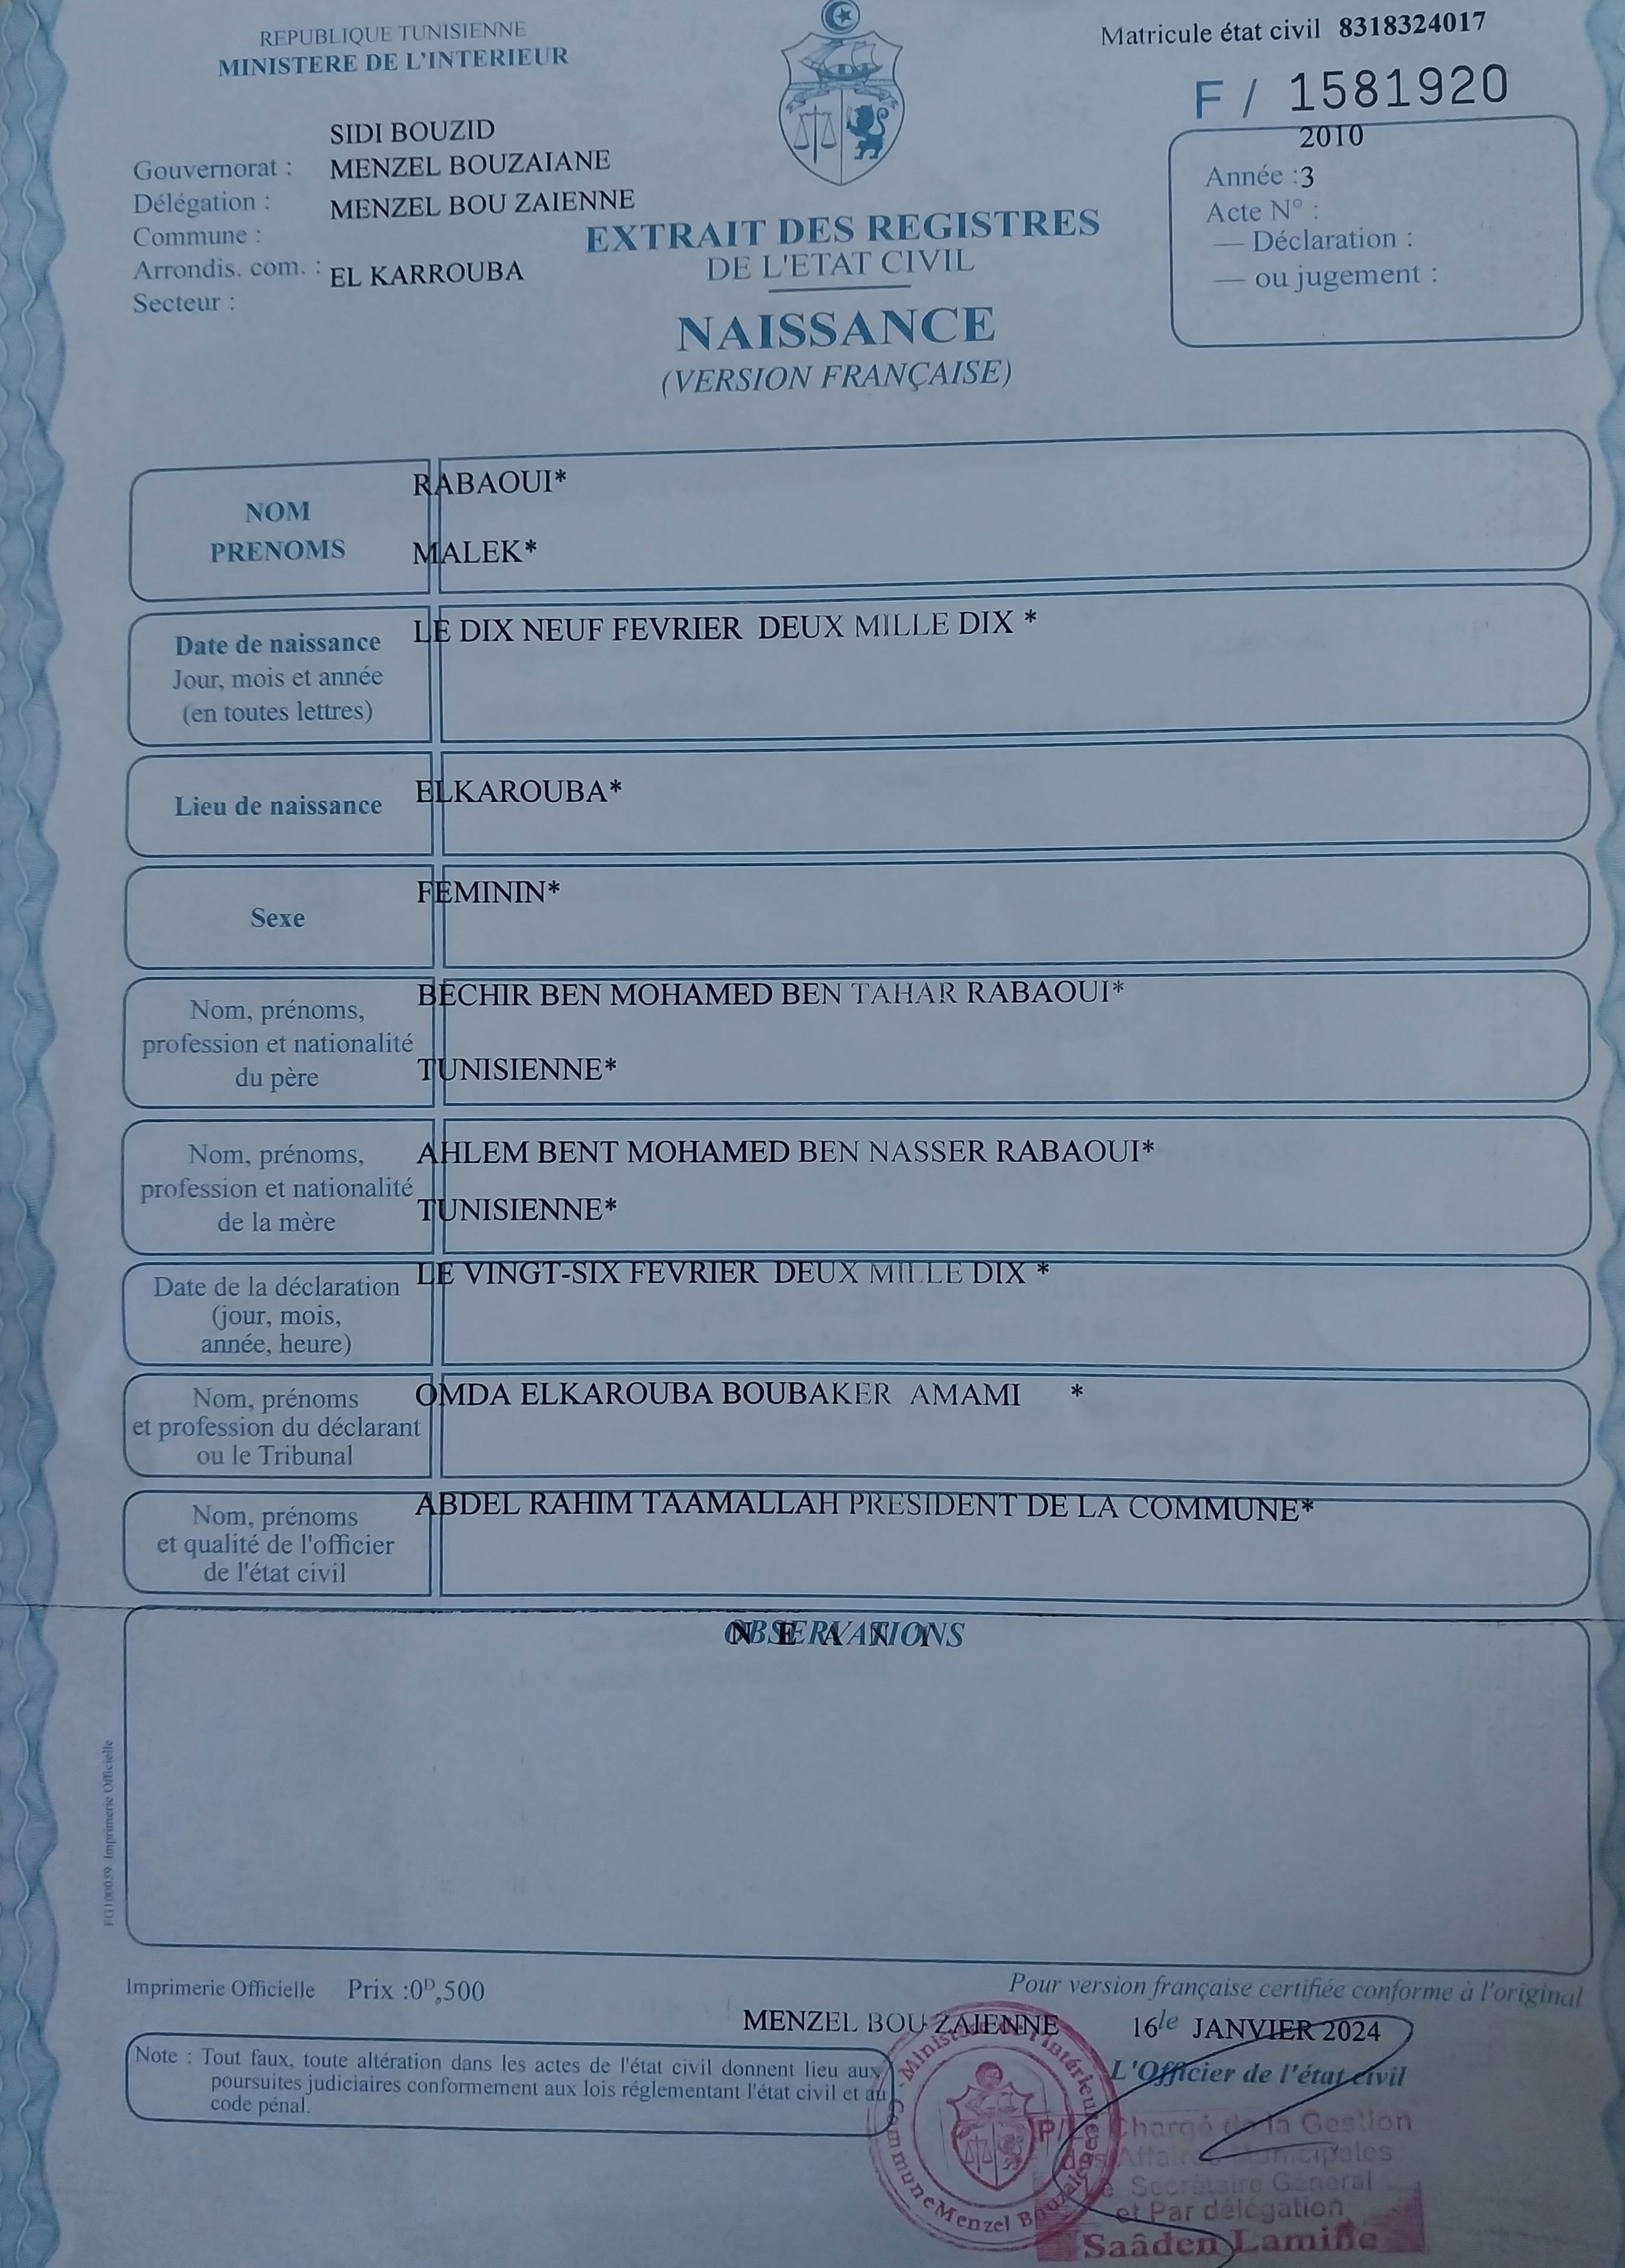 REPUBLIQUE TUNISIENNE
MINISTERE DE L'INTERIEUR
Matricule état civil 8318324017
F / 1581920
SIDI BOUZID
Gouvernorat : MENZEL BOUZAIANE
Délégation : MENZEL BOU ZAIENNE
Commune :
Arrondis. com. : EL KARROUBA
Secteur :
2010
Année :3
Acte N° :
— Déclaration :
— ou jugement :
EXTRAIT DES REGISTRES
DE L'ETAT CIVIL
NAISSANCE
(VERSION FRANÇAISE)
NOM
PRENOMS
RABAOUI*
MALEK*
Date de naissance
Jour, mois et année
(en toutes lettres)
LE DIX NEUF FEVRIER DEUX MILLE DIX *
Lieu de naissance
ELKAROUBA*
Sexe
FEMININ*
Nom, prénoms,
profession et nationalité
du père
BECHIR BEN MOHAMED BEN TAHAR RABAOUI*
TUNISIENNE*
Nom, prénoms,
profession et nationalité
de la mère
AHLEM BENT MOHAMED BEN NASSER RABAOUI*
TUNISIENNE*
Date de la déclaration
(jour, mois,
année, heure)
LE VINGT-SIX FEVRIER DEUX MILLE DIX *
Nom, prénoms
et profession du déclarant
ou le Tribunal
OMDA ELKAROUBA BOUBAKER AMAMI *
Nom, prénoms
et qualité de l'officier
de l'état civil
ABDEL RAHIM TAAMALLAH PRESIDENT DE LA COMMUNE*
OBSERVATIONS
N E A N T
FG100039 Imprimerie Officielle
Imprimerie Officielle Prix :0D,500
Pour version française certifiée conforme à l'original
MENZEL BOU ZAIENNE 16 le JANVIER 2024
L'Officier de l'état civil
Note : Tout faux, toute altération dans les actes de l'état civil donnent lieu aux
poursuites judiciaires conformement aux lois réglementant l'état civil et au
code pénal.
Ministère de l'Intérieur
Commune Menzel Bouzaiene
P/ Chargé de la Gestion
des Affaires Municipales
Le Secrétaire Général
et Par délégation
Saâden Lamine